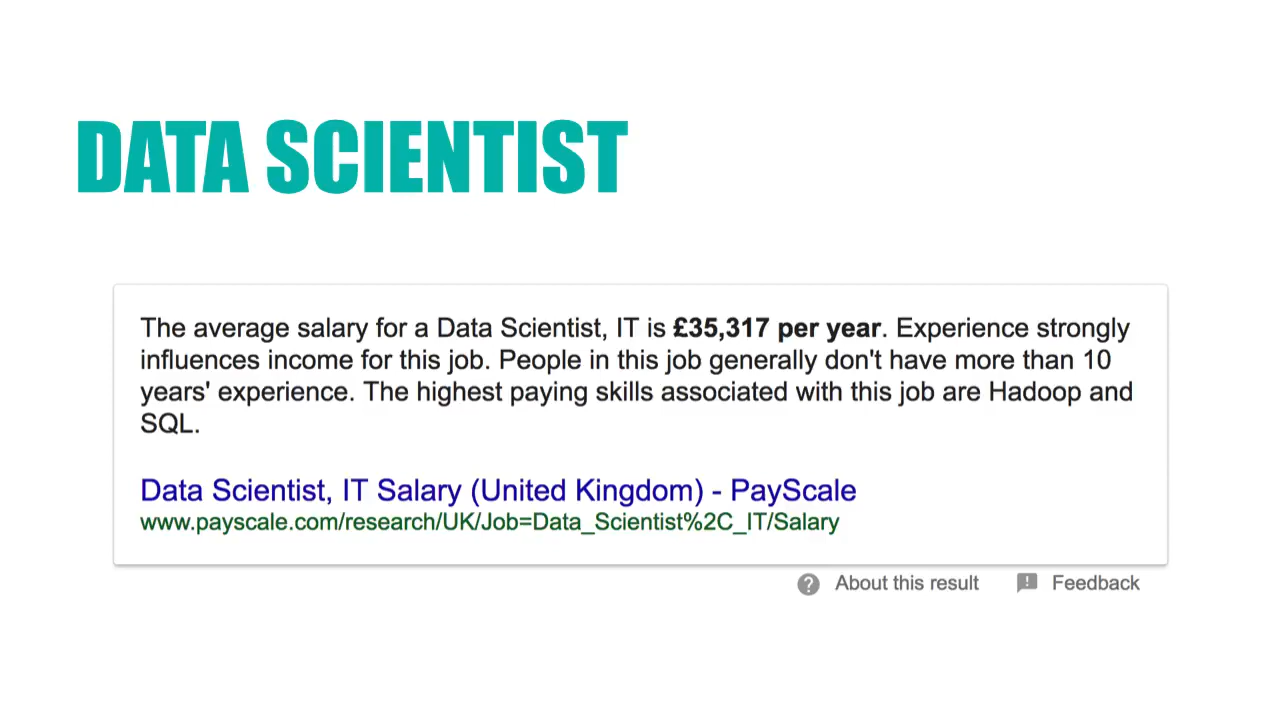 DATA SCIENTIST
The average salary for a Data Scientist, IT is £35,317 per year. Experience strongly
influences income for this job. People in this job generally don't have more than 10
years' experience. The highest paying skills associated with this job are Hadoop and
SQL.
Data Scientist, IT Salary (United Kingdom) - PayScale
www.payscale.com/research/UK/Job=Data_Scientist%2C_IT/Salary
About this result Feedback